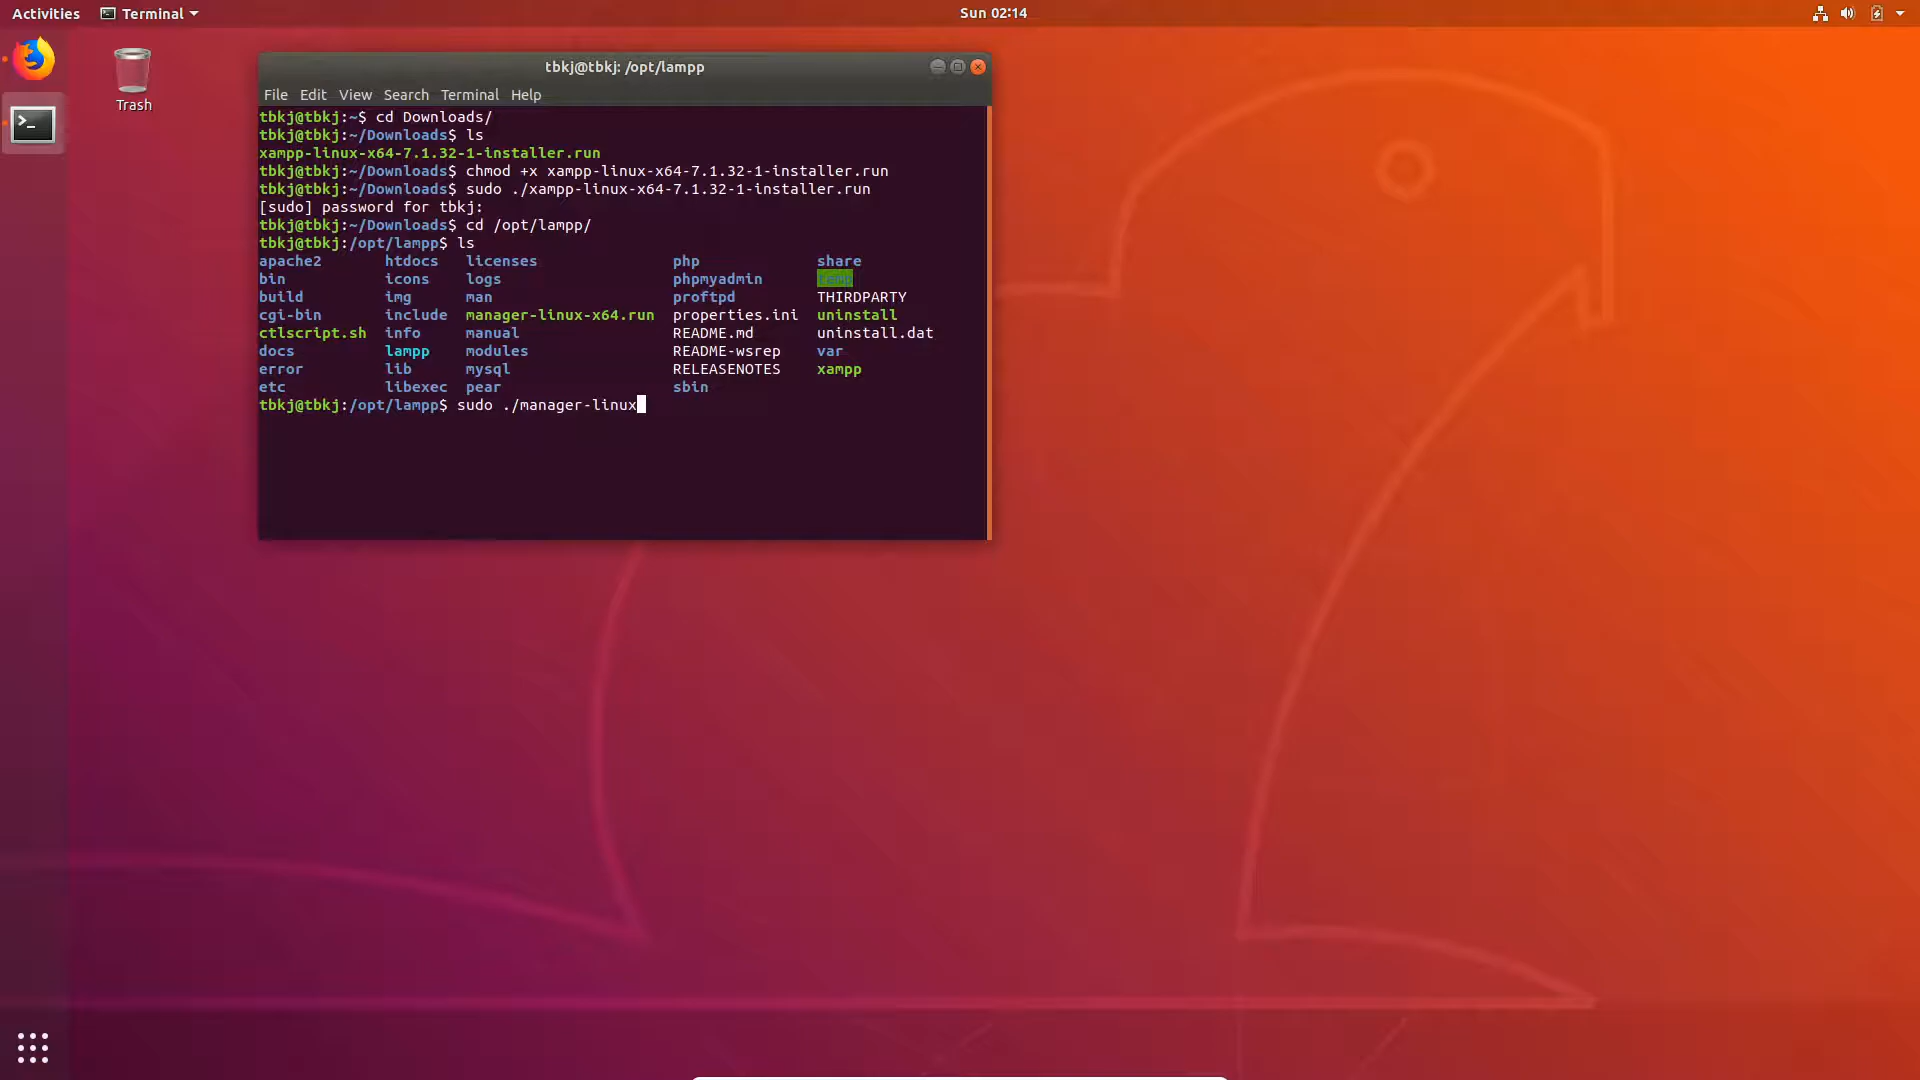 Activities Terminal Sun 02:14
Trash
tbkj@tbkj: /opt/lampp
File Edit View Search Terminal Help
tbkj@tbkj:~$ cd Downloads/
tbkj@tbkj:~/Downloads$ ls
xampp-linux-x64-7.1.32-1-installer.run
tbkj@tbkj:~/Downloads$ chmod +x xampp-linux-x64-7.1.32-1-installer.run
tbkj@tbkj:~/Downloads$ sudo ./xampp-linux-x64-7.1.32-1-installer.run
[sudo] password for tbkj:
tbkj@tbkj:~/Downloads$ cd /opt/lampp/
tbkj@tbkj:/opt/lampp$ ls
apache2 htdocs licenses php share
bin icons logs phpmyadmin temp
build img man proftpd THIRDPARTY
cgi-bin include manager-linux-x64.run properties.ini uninstall
ctlscript.sh info manual README.md uninstall.dat
docs lampp modules README-wsrep var
error lib mysql RELEASENOTES xampp
etc libexec pear sbin
tbkj@tbkj:/opt/lampp$ sudo ./manager-linux